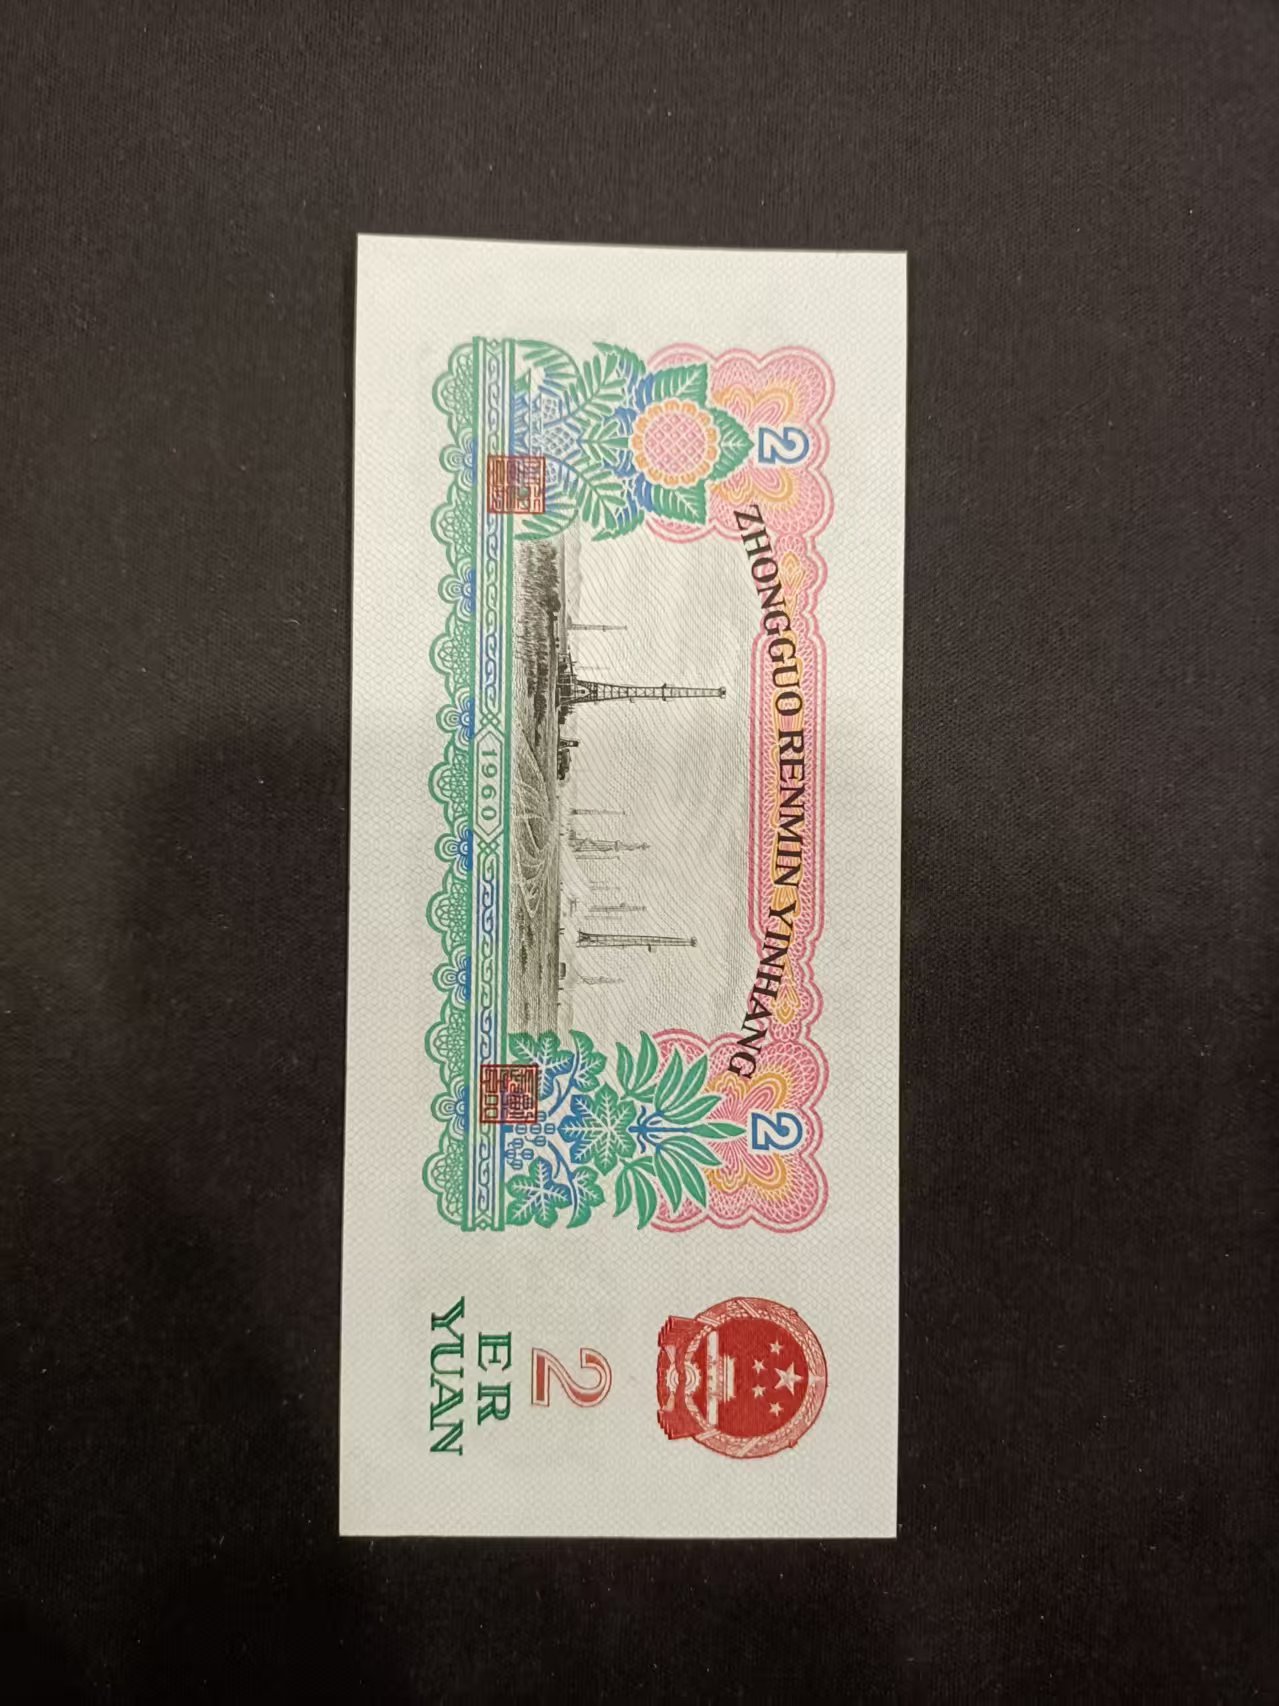 2
2
ZHONGGUO RENMIN YINHANG
1960
2
ER
YUAN